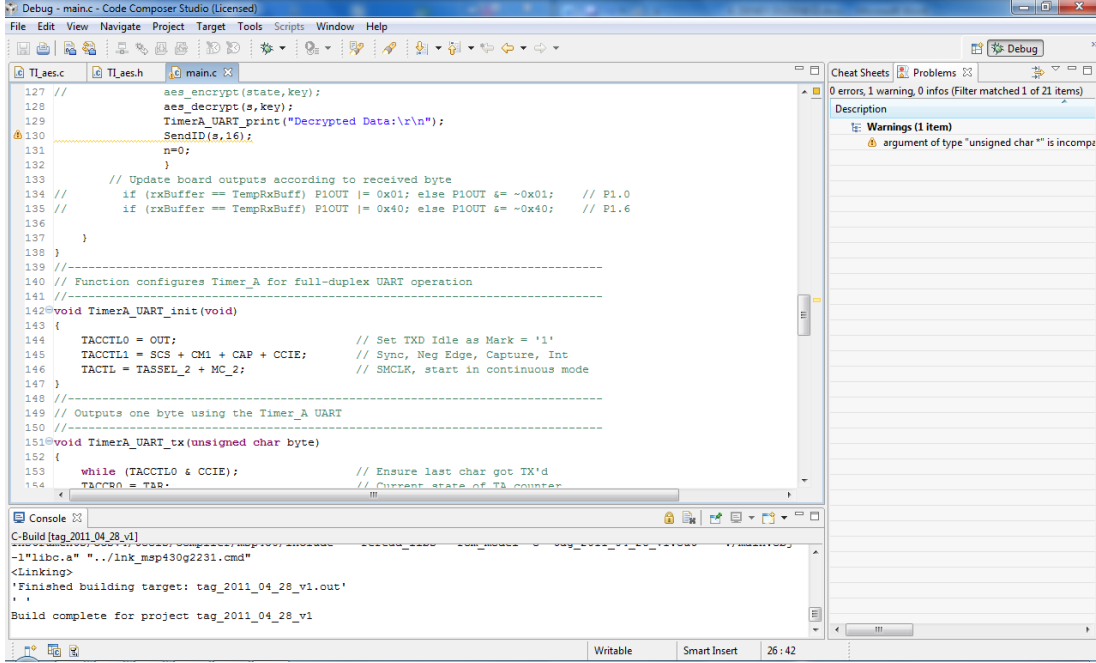 Debug - main.c - Code Composer Studio (Licensed)
File Edit View Navigate Project Target Tools Scripts Window Help
Debug
TI_aes.c TI_aes.h main.c
127 // aes_encrypt(state,key);
128 aes_decrypt(s,key);
129 TimerA_UART_print("Decrypted Data:\r\n");
130 SendID(s,16);
131 n=0;
132 }
133 // Update board outputs according to received byte
134 // if (rxBuffer == TempRxBuff) P1OUT |= 0x01; else P1OUT &= ~0x01; // P1.0
135 // if (rxBuffer == TempRxBuff) P1OUT |= 0x40; else P1OUT &= ~0x40; // P1.6
136
137 }
138 }
139 //------------------------------------------------------------------------------
140 // Function configures Timer_A for full-duplex UART operation
141 //------------------------------------------------------------------------------
142 void TimerA_UART_init(void)
143 {
144 TACCTL0 = OUT; // Set TXD Idle as Mark = '1'
145 TACCTL1 = SCS + CM1 + CAP + CCIE; // Sync, Neg Edge, Capture, Int
146 TACTL = TASSEL_2 + MC_2; // SMCLK, start in continuous mode
147 }
148 //------------------------------------------------------------------------------
149 // Outputs one byte using the Timer_A UART
150 //------------------------------------------------------------------------------
151 void TimerA_UART_tx(unsigned char byte)
152 {
153 while (TACCTL0 & CCIE); // Ensure last char got TX'd
154 TACCR0 = TAR; // Current state of TA counter
Cheat Sheets Problems
0 errors, 1 warning, 0 infos (Filter matched 1 of 21 items)
Description
Warnings (1 item)
argument of type "unsigned char *" is incompa
Console
C-Build [tag_2011_04_28_v1]
-l"libc.a" "../lnk_msp430g2231.cmd"
<Linking>
'Finished building target: tag_2011_04_28_v1.out'
' '
Build complete for project tag_2011_04_28_v1
Writable Smart Insert 26 : 42